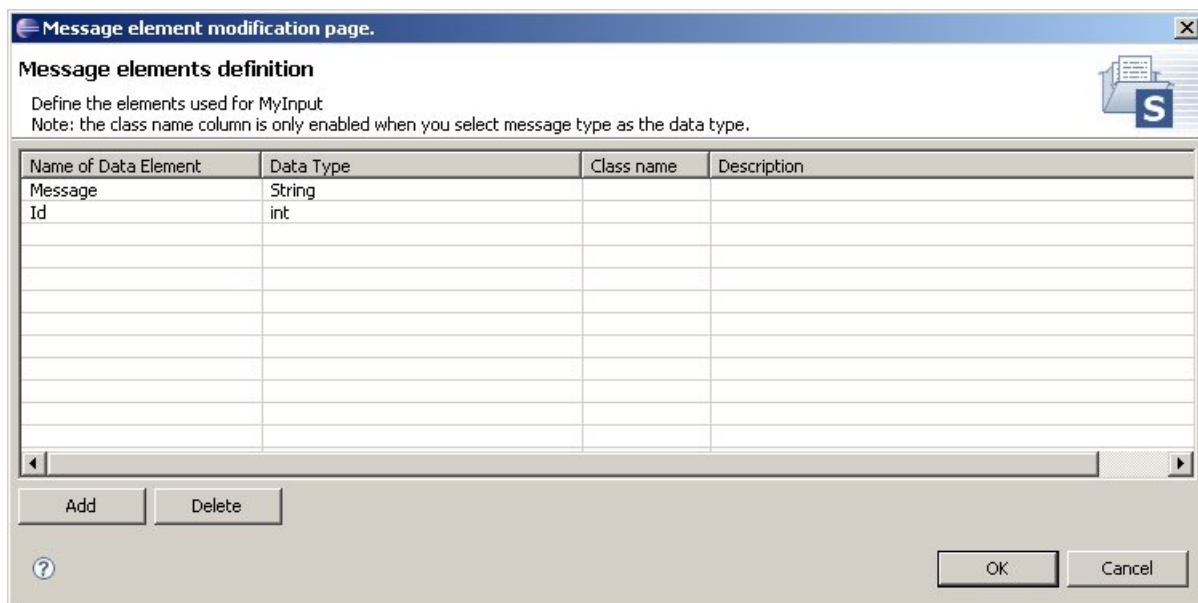 Message element modification page.
Message elements definition
Define the elements used for MyInput
Note: the class name column is only enabled when you select message type as the data type.
S
Name of Data Element Data Type Class name Description
Message String
Id int
Add Delete
?
OK Cancel